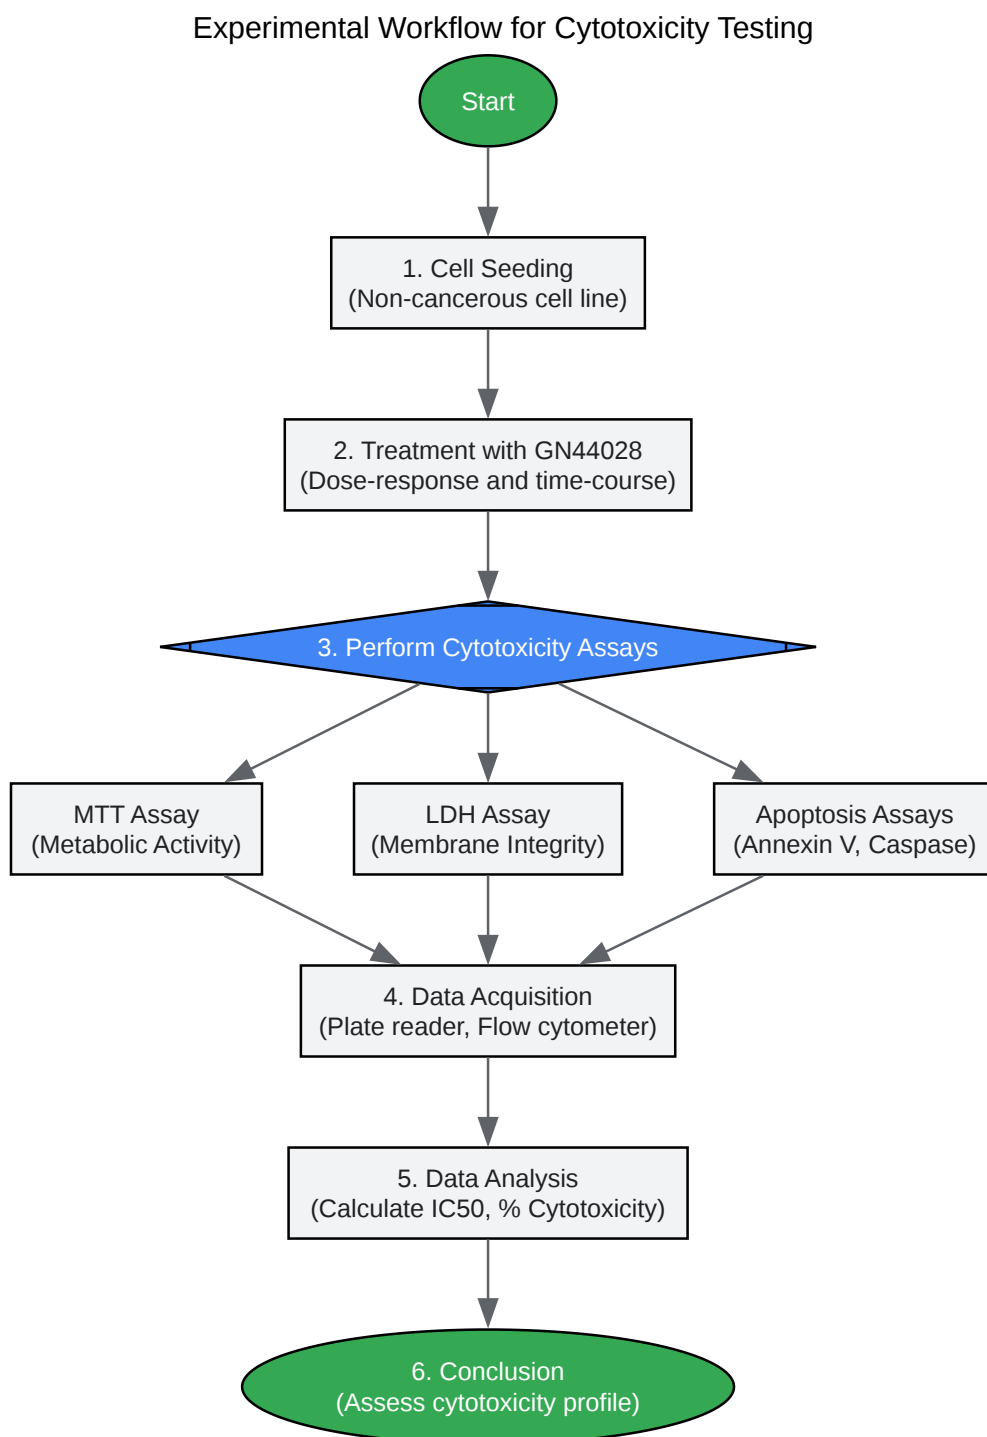 Experimental Workflow for Cytotoxicity Testing
Start
1. Cell Seeding
(Non-cancerous cell line)
2. Treatment with GN44028
(Dose-response and time-course)
3. Perform Cytotoxicity Assays
MTT Assay
(Metabolic Activity)
LDH Assay
(Membrane Integrity)
Apoptosis Assays
(Annexin V, Caspase)
4. Data Acquisition
(Plate reader, Flow cytometer)
5. Data Analysis
(Calculate IC50, % Cytotoxicity)
6. Conclusion
(Assess cytotoxicity profile)